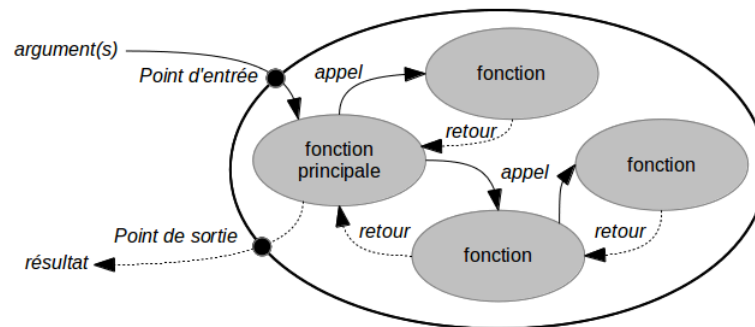 argument(s)
Point d'entrée
appel
fonction
retour
fonction
principale
appel
fonction
Point de sortie
retour
retour
résultat
fonction